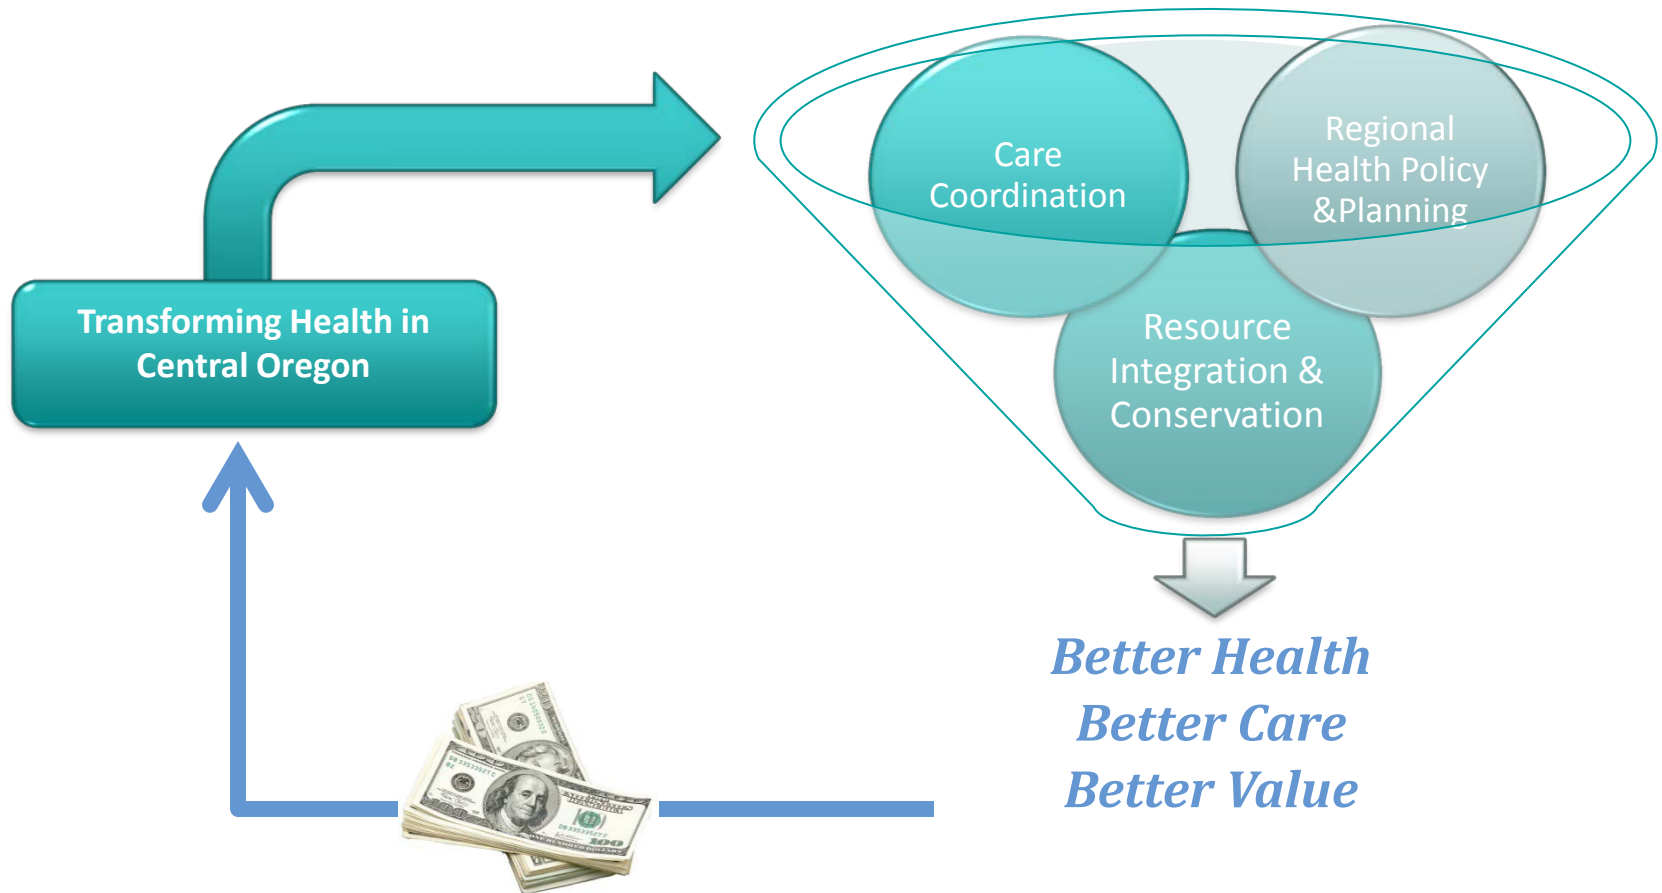 Transforming Health in
Central Oregon
Care
Coordination
Regional
Health Policy
&Planning
Resource
Integration &
Conservation
Better Health
Better Care
Better Value
100